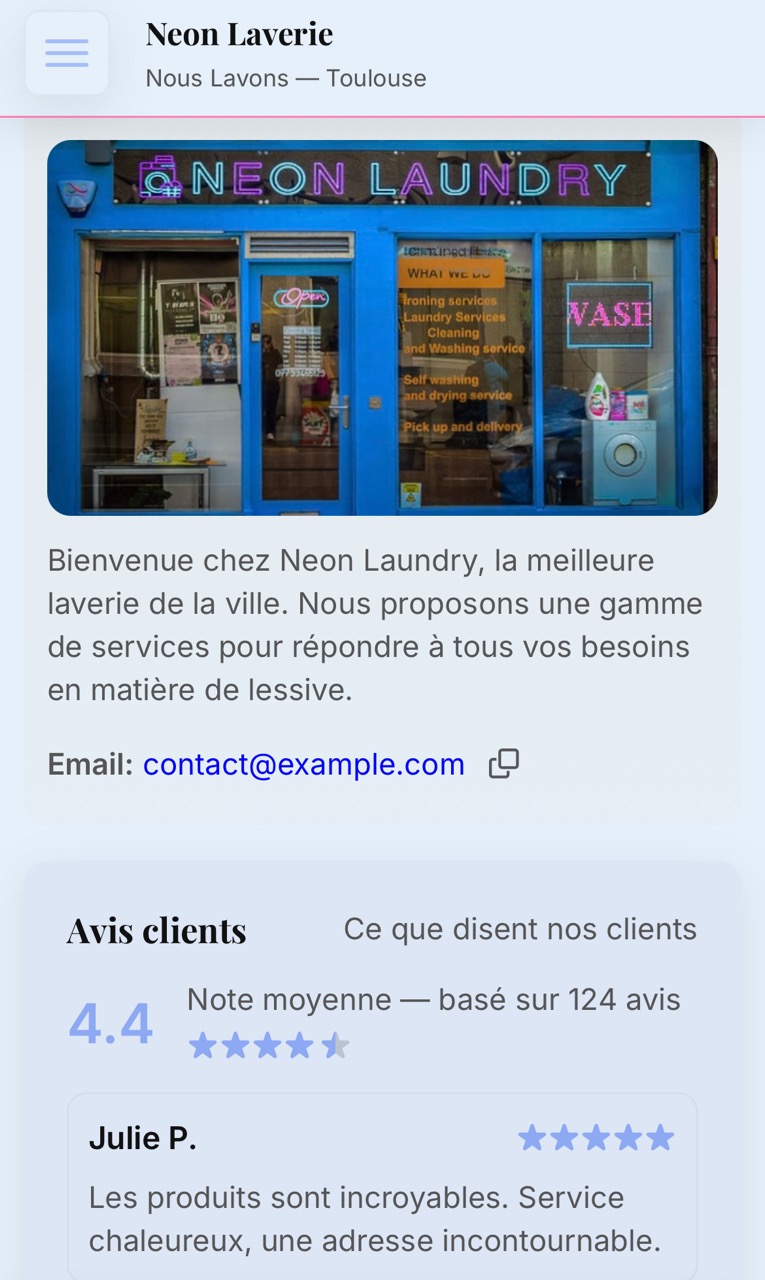 Neon Laverie
Nous Lavons — Toulouse
NEON LAUNDRY
Open
WHAT WE DO
Ironing services
Laundry Services
Cleaning
and Washing service
Self washing
and drying service
Pick up and delivery
WASH
Surf
Bienvenue chez Neon Laundry, la meilleure
laverie de la ville. Nous proposons une gamme
de services pour répondre à tous vos besoins
en matière de lessive.
Email: contact@example.com
Avis clients
Ce que disent nos clients
4.4
Note moyenne — basé sur 124 avis
Julie P.
Les produits sont incroyables. Service
chaleureux, une adresse incontournable.